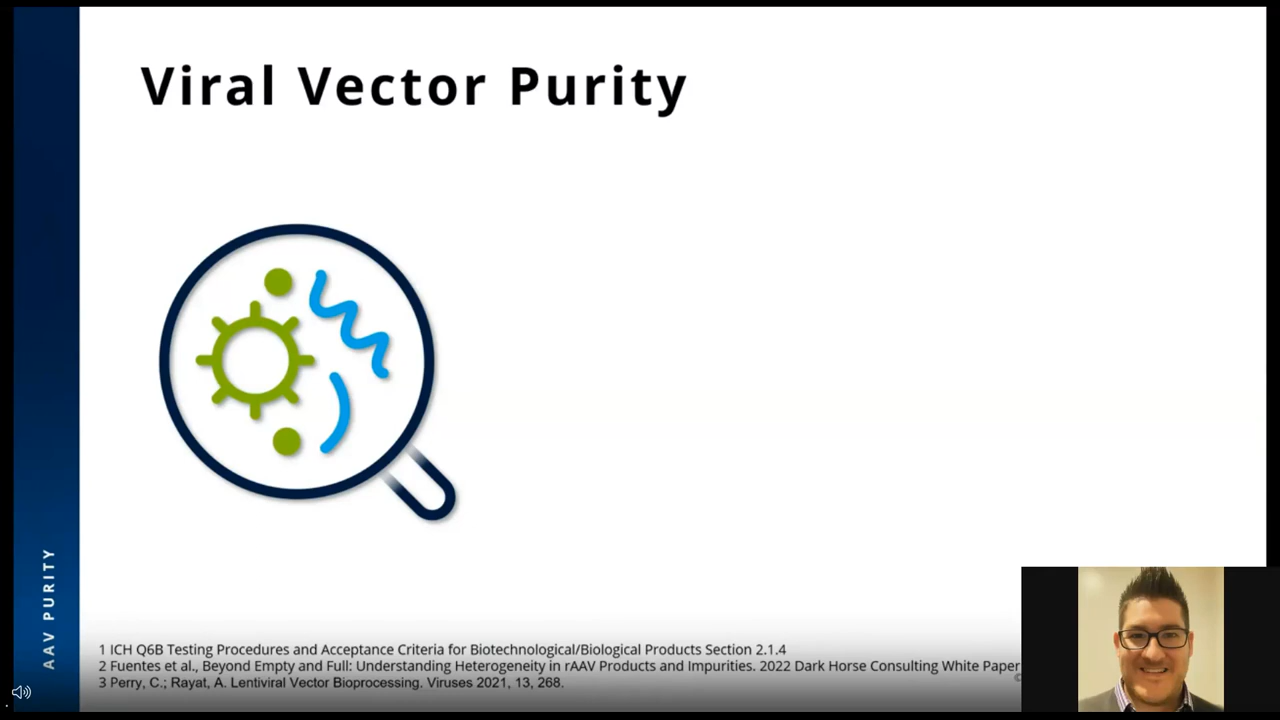 Viral Vector Purity
AAV PURITY
1 ICH Q6B Testing Procedures and Acceptance Criteria for Biotechnological/Biological Products Section 2.1.4
2 Fuentes et al., Beyond Empty and Full: Understanding Heterogeneity in rAAV Products and Impurities. 2022 Dark Horse Consulting White Paper
3 Perry, C.; Rayat, A. Lentiviral Vector Bioprocessing. Viruses 2021, 13, 268.